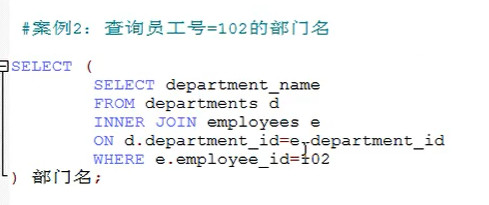 #案例2：查询员工号=102的部门名
SELECT (
SELECT department_name
FROM departments d
INNER JOIN employees e
ON d.department_id=e.department_id
WHERE e.employee_id=102
) 部门名;